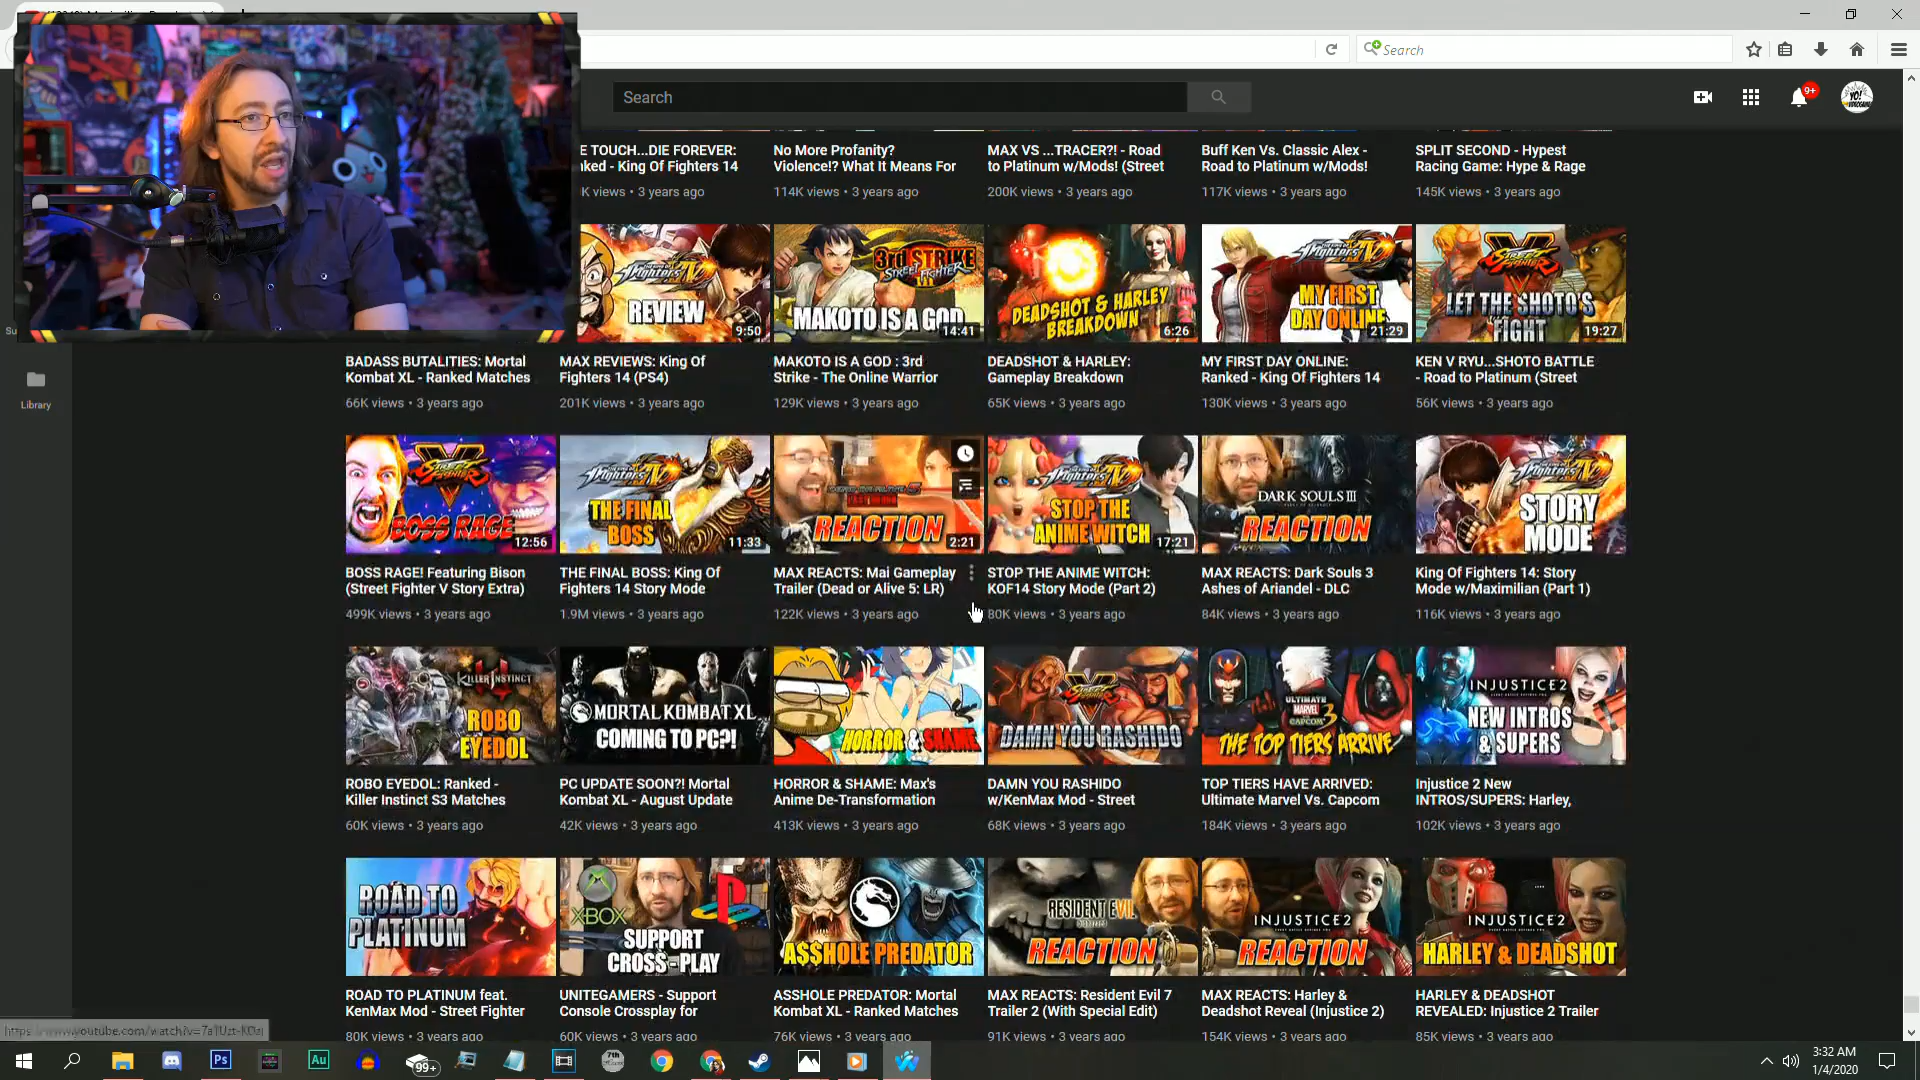 Search
Search
9+
YO!
VIDEOGAMES
Library
E TOUCH...DIE FOREVER:
nked - King Of Fighters 14
K views • 3 years ago
No More Profanity?
Violence!? What It Means For
114K views • 3 years ago
MAX VS ...TRACER?! - Road
to Platinum w/Mods! (Street
200K views • 3 years ago
Buff Ken Vs. Classic Alex -
Road to Platinum w/Mods!
117K views • 3 years ago
SPLIT SECOND - Hypest
Racing Game: Hype & Rage
145K views • 3 years ago
REVIEW
9:50
3RD STRIKE
STREET FIGHTER III
MAKOTO IS A GOD
14:41
DEADSHOT & HARLEY
BREAKDOWN
6:26
MY FIRST
DAY ONLINE
21:29
LET THE SHOTO'S
FIGHT
19:27
BADASS BUTALITIES: Mortal
Kombat XL - Ranked Matches
66K views • 3 years ago
MAX REVIEWS: King Of
Fighters 14 (PS4)
201K views • 3 years ago
MAKOTO IS A GOD : 3rd
Strike - The Online Warrior
129K views • 3 years ago
DEADSHOT & HARLEY:
Gameplay Breakdown
65K views • 3 years ago
MY FIRST DAY ONLINE:
Ranked - King Of Fighters 14
130K views • 3 years ago
KEN V RYU...SHOTO BATTLE
- Road to Platinum (Street
56K views • 3 years ago
BOSS RAGE
12:56
THE FINAL
BOSS
11:33
REACTION
2:21
STOP THE
ANIME WITCH
17:21
DARK SOULS III
REACTION
STORY
MODE
BOSS RAGE! Featuring Bison
(Street Fighter V Story Extra)
499K views • 3 years ago
THE FINAL BOSS: King Of
Fighters 14 Story Mode
1.9M views • 3 years ago
MAX REACTS: Mai Gameplay
Trailer (Dead or Alive 5: LR)
122K views • 3 years ago
STOP THE ANIME WITCH:
KOF14 Story Mode (Part 2)
80K views • 3 years ago
MAX REACTS: Dark Souls 3
Ashes of Ariandel - DLC
84K views • 3 years ago
King Of Fighters 14: Story
Mode w/Maximilian (Part 1)
116K views • 3 years ago
KILLER INSTINCT
ROBO
EYEDOL
MORTAL KOMBAT XL
COMING TO PC?!
HORROR & SHAME
DAMN YOU RASHIDO
ULTIMATE
MARVEL VS.
CAPCOM 3
THE TOP TIERS ARRIVE
INJUSTICE 2
NEW INTROS
& SUPERS
ROBO EYEDOL: Ranked -
Killer Instinct S3 Matches
60K views • 3 years ago
PC UPDATE SOON?! Mortal
Kombat XL - August Update
42K views • 3 years ago
HORROR & SHAME: Max's
Anime De-Transformation
413K views • 3 years ago
DAMN YOU RASHIDO
w/KenMax Mod - Street
68K views • 3 years ago
TOP TIERS HAVE ARRIVED:
Ultimate Marvel Vs. Capcom
184K views • 3 years ago
Injustice 2 New
INTROS/SUPERS: Harley,
102K views • 3 years ago
ROAD TO
PLATINUM
XBOX
SUPPORT
CROSS-PLAY
A$$HOLE PREDATOR
RESIDENT EVIL
REACTION
INJUSTICE 2
REACTION
INJUSTICE 2
HARLEY & DEADSHOT
ROAD TO PLATINUM feat.
KenMax Mod - Street Fighter
80K views • 3 years ago
UNITEGAMERS - Support
Console Crossplay for
60K views • 3 years ago
ASSHOLE PREDATOR: Mortal
Kombat XL - Ranked Matches
76K views • 3 years ago
MAX REACTS: Resident Evil 7
Trailer 2 (With Special Edit)
91K views • 3 years ago
MAX REACTS: Harley &
Deadshot Reveal (Injustice 2)
154K views • 3 years ago
HARLEY & DEADSHOT
REVEALED: Injustice 2 Trailer
85K views • 3 years ago
Ps
Au
99+
7th
3:32 AM
1/4/2020